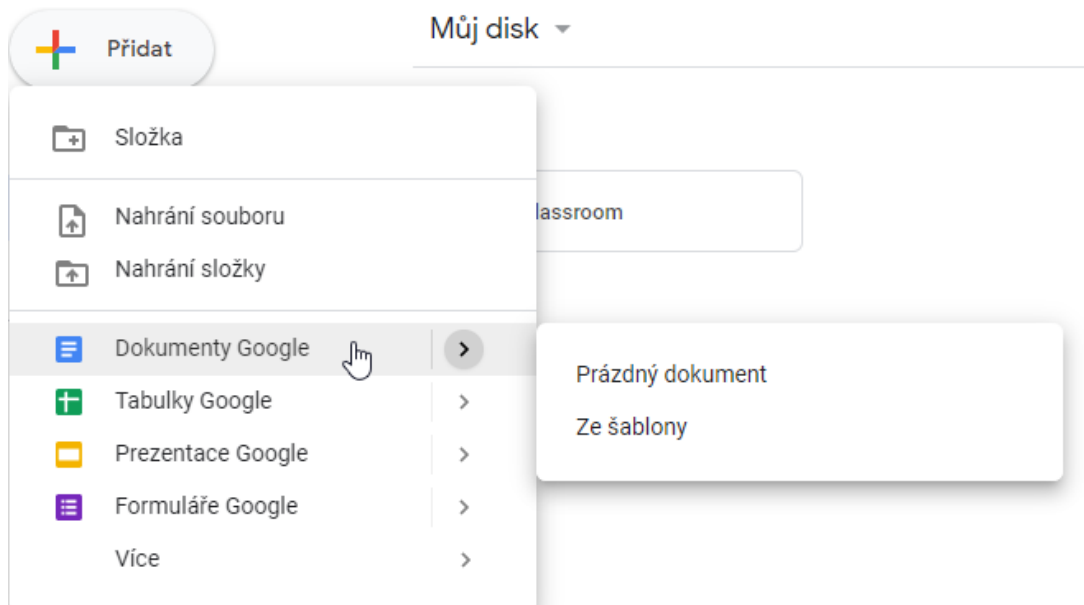 Přidat
Můj disk
Složka
Nahrání souboru
Nahrání složky
lassroom
Dokumenty Google
Tabulky Google
Prezentace Google
Formuláře Google
Více
Prázdný dokument
Ze šablony